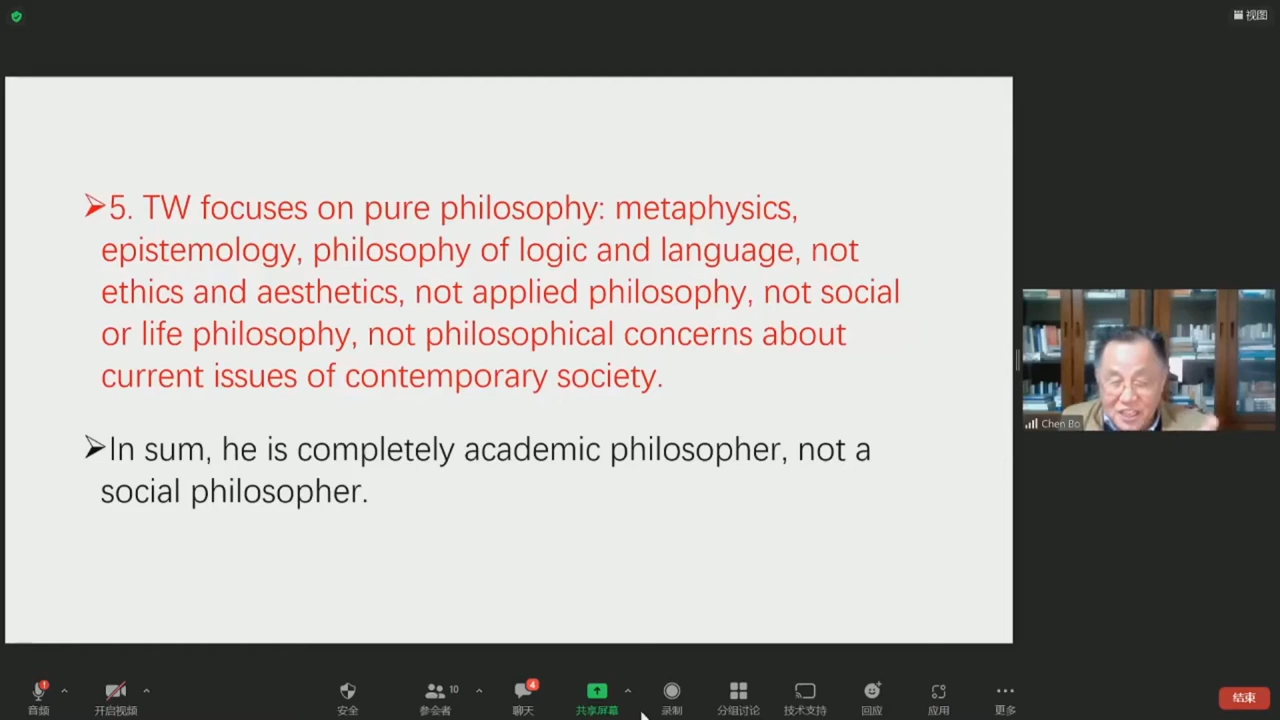 视图
➢5. TW focuses on pure philosophy: metaphysics,
epistemology, philosophy of logic and language, not
ethics and aesthetics, not applied philosophy, not social
or life philosophy, not philosophical concerns about
current issues of contemporary society.
➢In sum, he is completely academic philosopher, not a
social philosopher.
Chen Bo
音频
开启视频
安全
参会者
10
聊天
4
共享屏幕
录制
分组讨论
技术支持
回应
应用
更多
结束